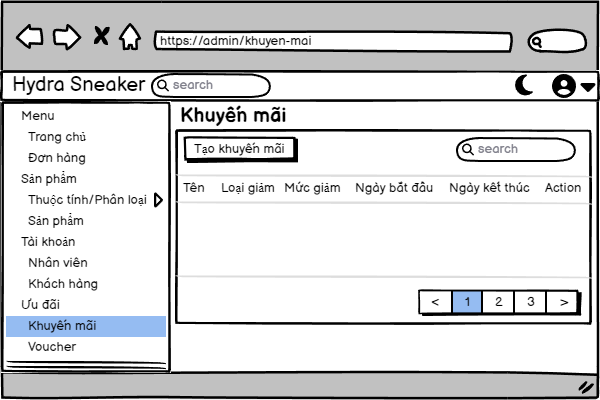 https://admin/khuyen-mai
Hydra Sneaker
search
Menu
Trang chủ
Đơn hàng
Sản phẩm
Thuộc tính/Phân loại
Sản phẩm
Tài khoản
Nhân viên
Khách hàng
Ưu đãi
Khuyến mãi
Voucher
Khuyến mãi
Tạo khuyến mãi
search
Tên Loại giảm Mức giảm Ngày bắt đầu Ngày kết thúc Action
< 1 2 3 >